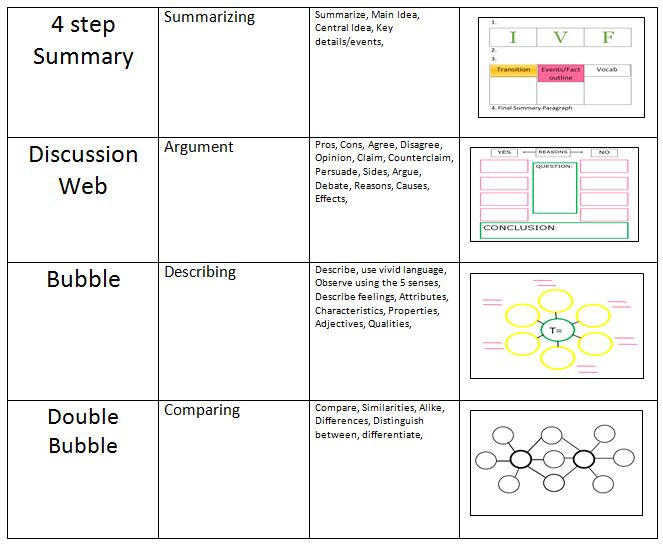 4 step
Summary
Summarizing
Summarize, Main Idea,
Central Idea, Key
details/events,
1.
I V F
2.
3.
Transition Events/Fact outline Vocab
4. Final Summary Paragraph
Discussion
Web
Argument
Pros, Cons, Agree, Disagree,
Opinion, Claim, Counterclaim,
Persuade, Sides, Argue,
Debate, Reasons, Causes,
Effects,
YES REASONS NO
QUESTION:
CONCLUSION:
Bubble
Describing
Describe, use vivid language,
Observe using the 5 senses,
Describe feelings, Attributes,
Characteristics, Properties,
Adjectives, Qualities,
T=
Double
Bubble
Comparing
Compare, Similarities, Alike,
Differences, Distinguish
between, differentiate,